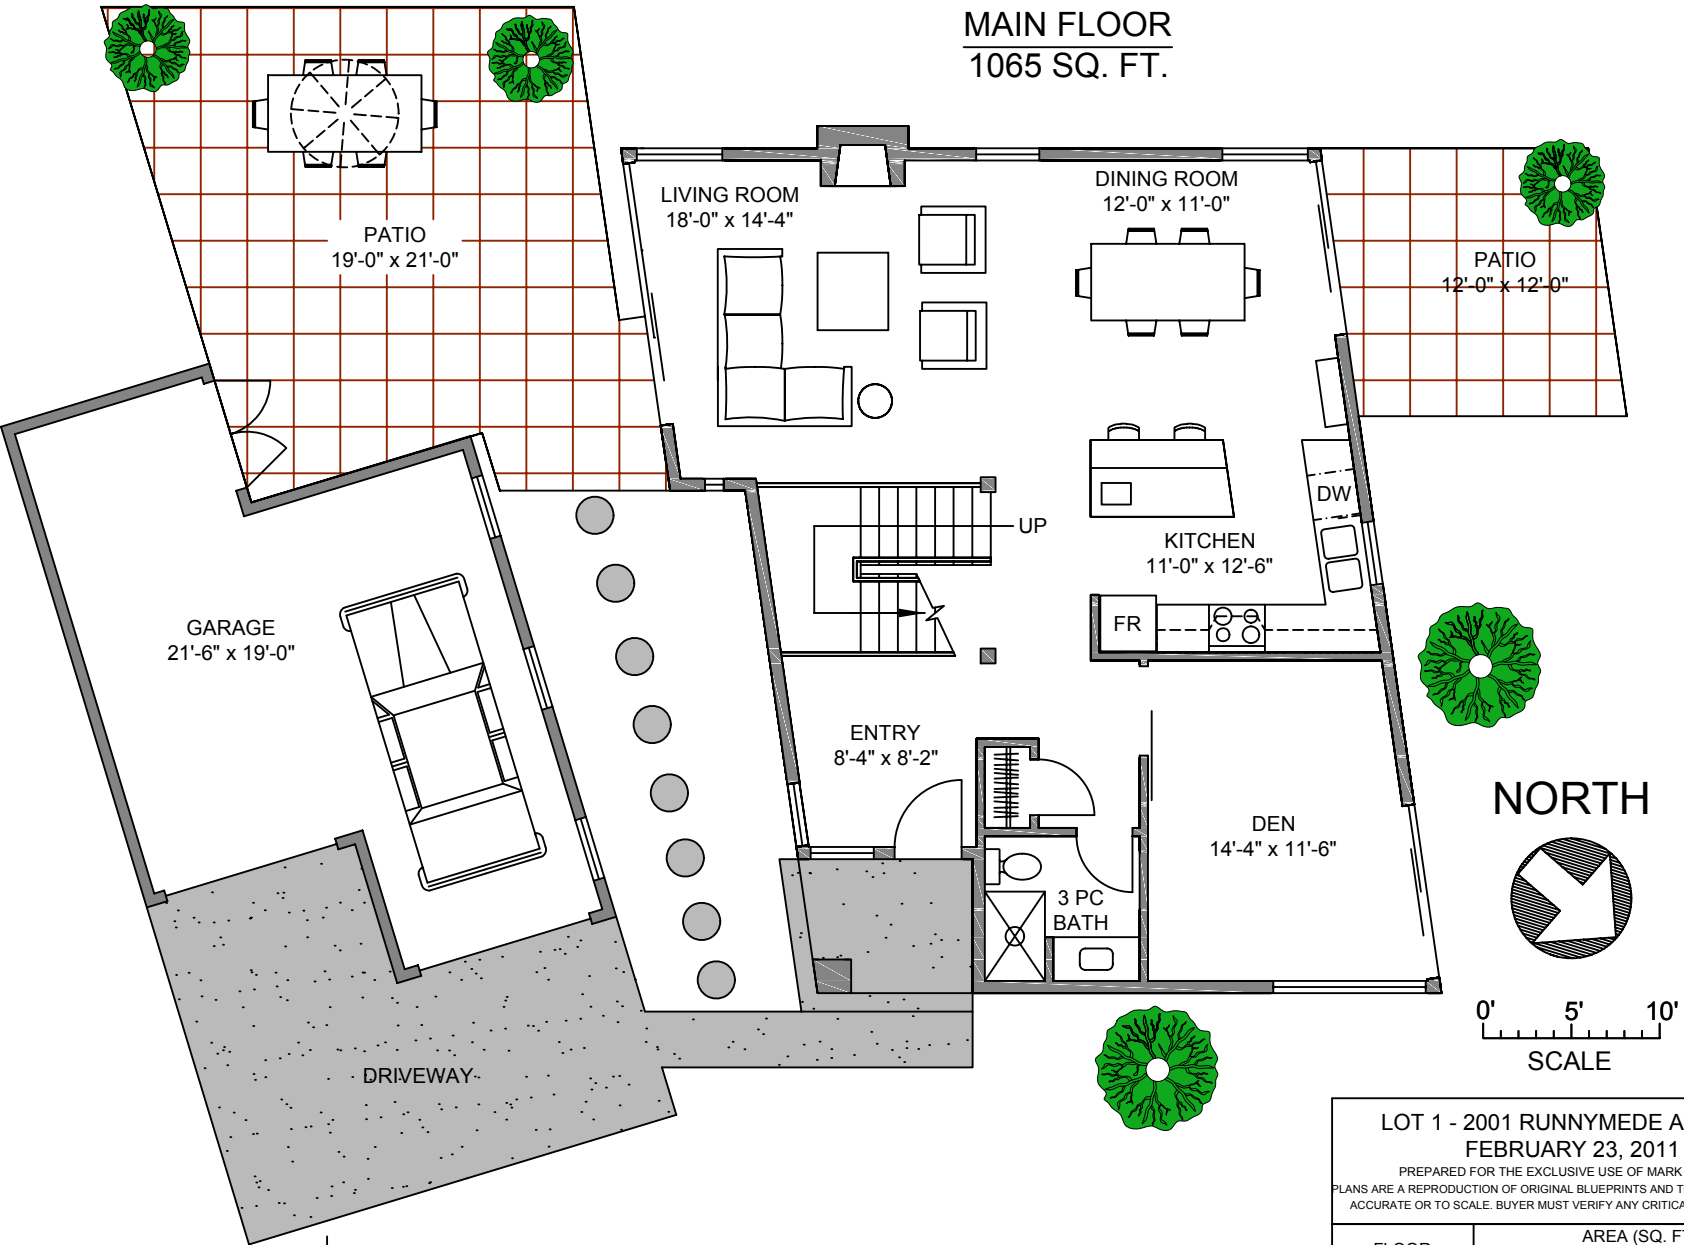 MAIN FLOOR
1065 SQ. FT.
LIVING ROOM
18'-0" x 14'-4"
DINING ROOM
12'-0" x 11'-0"
PATIO
19'-0" x 21'-0"
PATIO
12'-0" x 12'-0"
DW
UP
KITCHEN
11'-0" x 12'-6"
FR
GARAGE
21'-6" x 19'-0"
ENTRY
8'-4" x 8'-2"
DEN
14'-4" x 11'-6"
3 PC
BATH
NORTH
0' 5' 10'
SCALE
DRIVEWAY
LOT 1 - 2001 RUNNYMEDE A
FEBRUARY 23, 2011
PREPARED FOR THE EXCLUSIVE USE OF MARK
PLANS ARE A REPRODUCTION OF ORIGINAL BLUEPRINTS AND T
ACCURATE OR TO SCALE. BUYER MUST VERIFY ANY CRITICA
AREA (SQ. FT
FLOOR